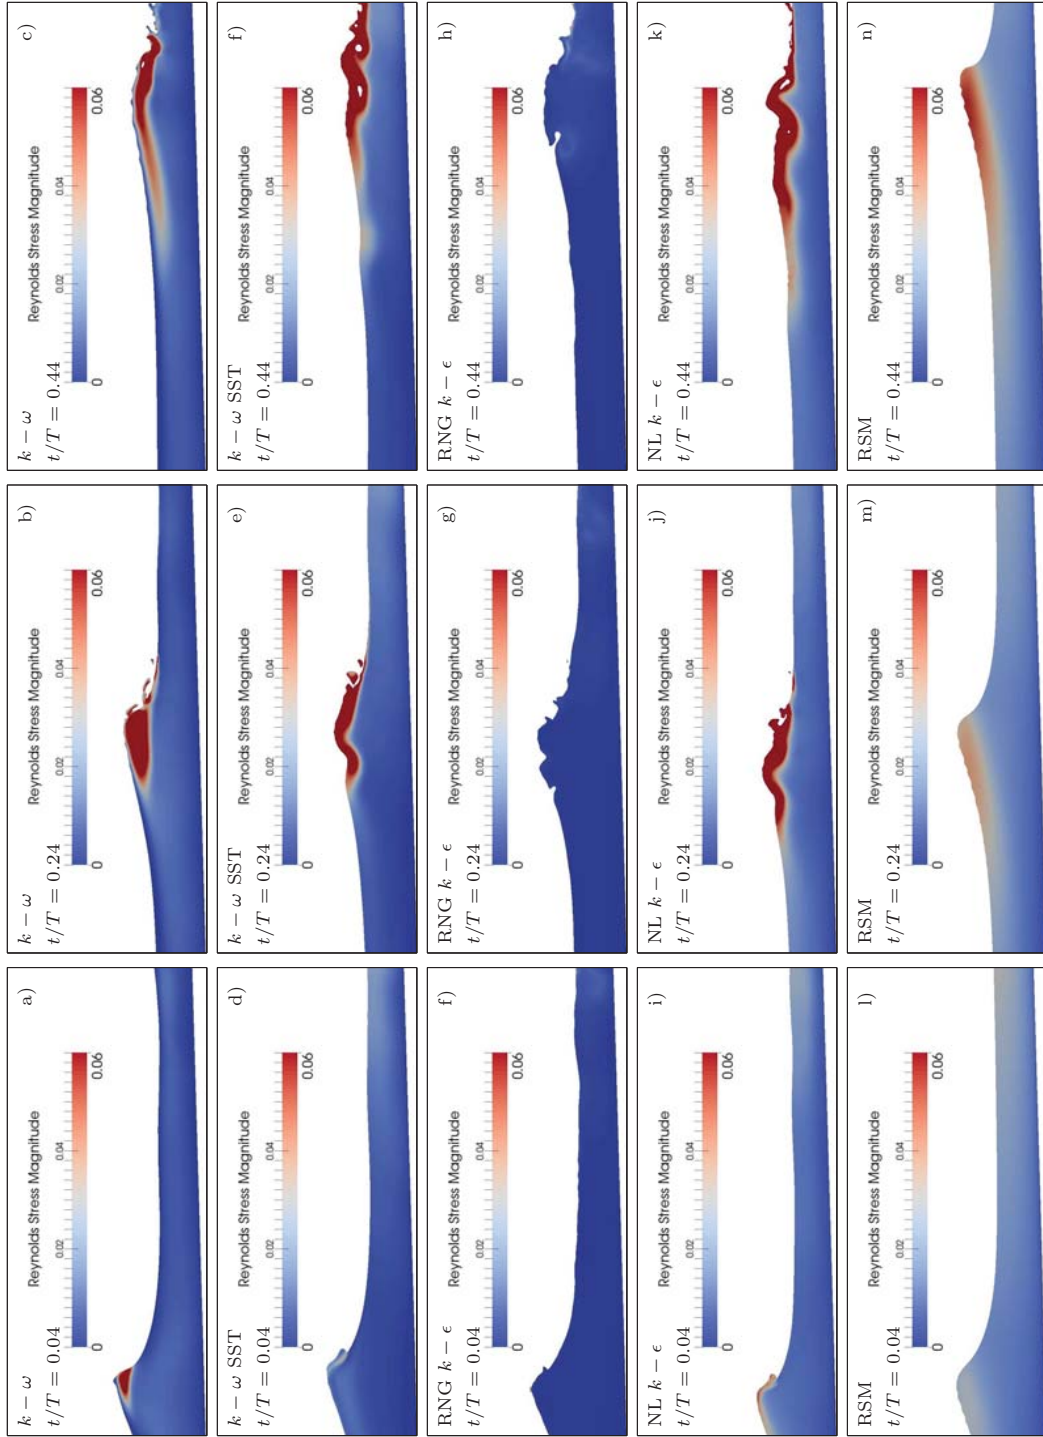 k − ω
a)
t/T = 0.04
Reynolds Stress Magnitude
0.02 0.04
0 0.06
k − ω
b)
t/T = 0.24
Reynolds Stress Magnitude
0.02 0.04
0 0.06
k − ω
c)
t/T = 0.44
Reynolds Stress Magnitude
0.02 0.04
0 0.06
k − ω SST
d)
t/T = 0.04
Reynolds Stress Magnitude
0.02 0.04
0 0.06
k − ω SST
e)
t/T = 0.24
Reynolds Stress Magnitude
0.02 0.04
0 0.06
k − ω SST
f)
t/T = 0.44
Reynolds Stress Magnitude
0.02 0.04
0 0.06
RNG k − ϵ
f)
t/T = 0.04
Reynolds Stress Magnitude
0.02 0.04
0 0.06
RNG k − ϵ
g)
t/T = 0.24
Reynolds Stress Magnitude
0.02 0.04
0 0.06
RNG k − ϵ
h)
t/T = 0.44
Reynolds Stress Magnitude
0.02 0.04
0 0.06
NL k − ϵ
i)
t/T = 0.04
Reynolds Stress Magnitude
0.02 0.04
0 0.06
NL k − ϵ
j)
t/T = 0.24
Reynolds Stress Magnitude
0.02 0.04
0 0.06
NL k − ϵ
k)
t/T = 0.44
Reynolds Stress Magnitude
0.02 0.04
0 0.06
RSM
l)
t/T = 0.04
Reynolds Stress Magnitude
0.02 0.04
0 0.06
RSM
m)
t/T = 0.24
Reynolds Stress Magnitude
0.02 0.04
0 0.06
RSM
n)
t/T = 0.44
Reynolds Stress Magnitude
0.02 0.04
0 0.06